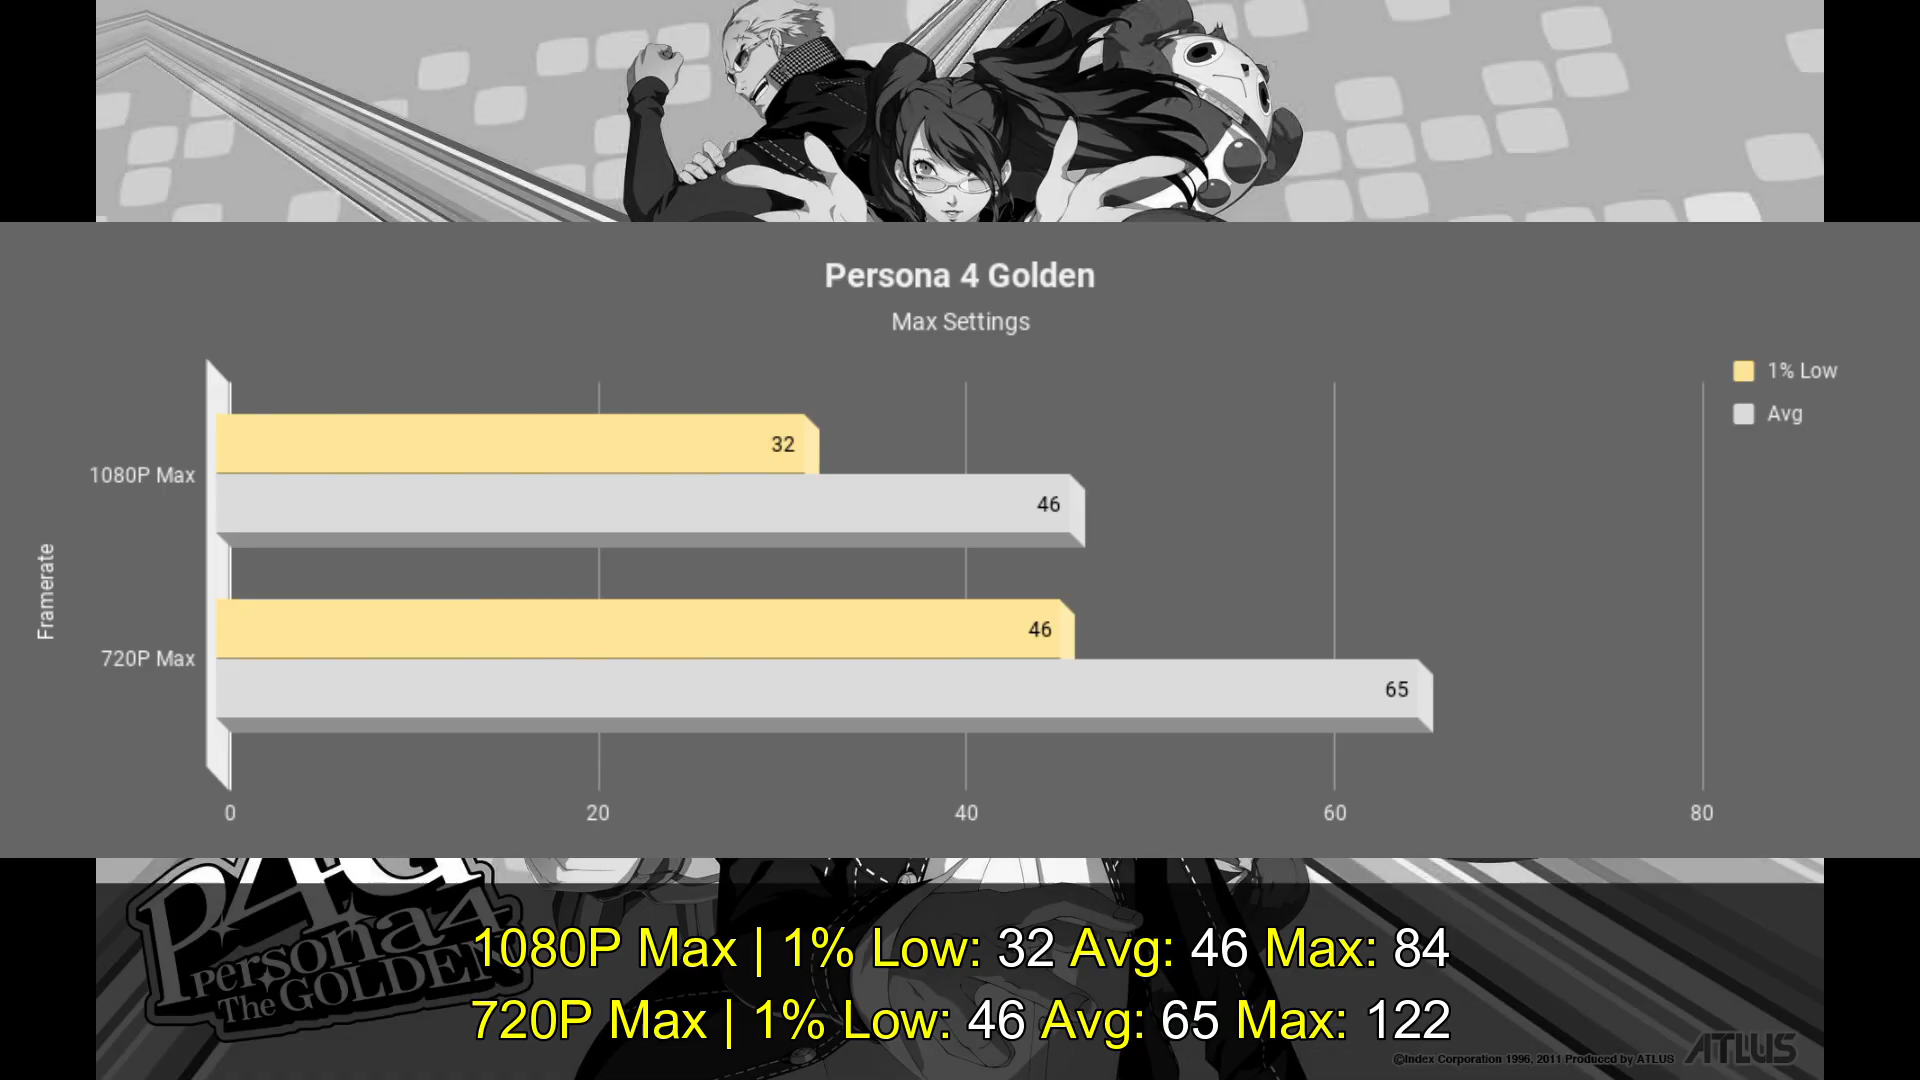 Persona 4 Golden
Max Settings
1% Low
Avg
Framerate
1080P Max
32
46
720P Max
46
65
0 20 40 60 80
P4G
Persona4
The GOLDEN
1080P Max | 1% Low: 32 Avg: 46 Max: 84
720P Max | 1% Low: 46 Avg: 65 Max: 122
©Index Corporation 1996, 2011 Produced by ATLUS
ATLUS